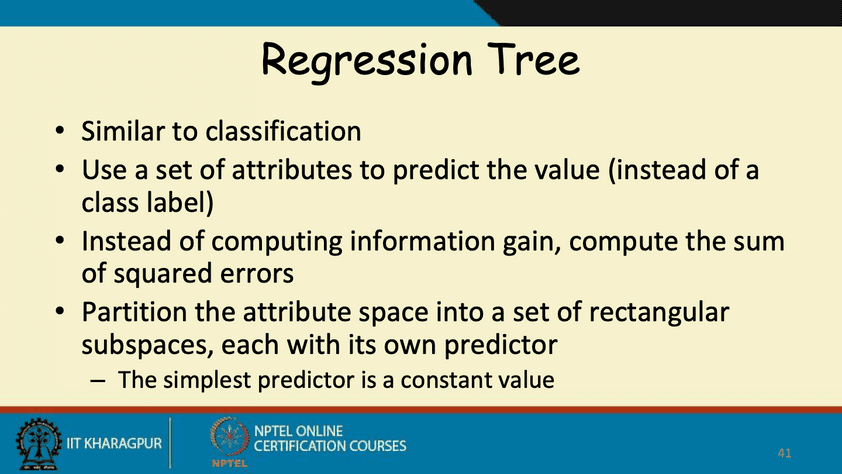 Regression Tree
• Similar to classification
• Use a set of attributes to predict the value (instead of a
class label)
• Instead of computing information gain, compute the sum
of squared errors
• Partition the attribute space into a set of rectangular
subspaces, each with its own predictor
– The simplest predictor is a constant value
IIT KHARAGPUR
NPTEL
NPTEL ONLINE
CERTIFICATION COURSES
41